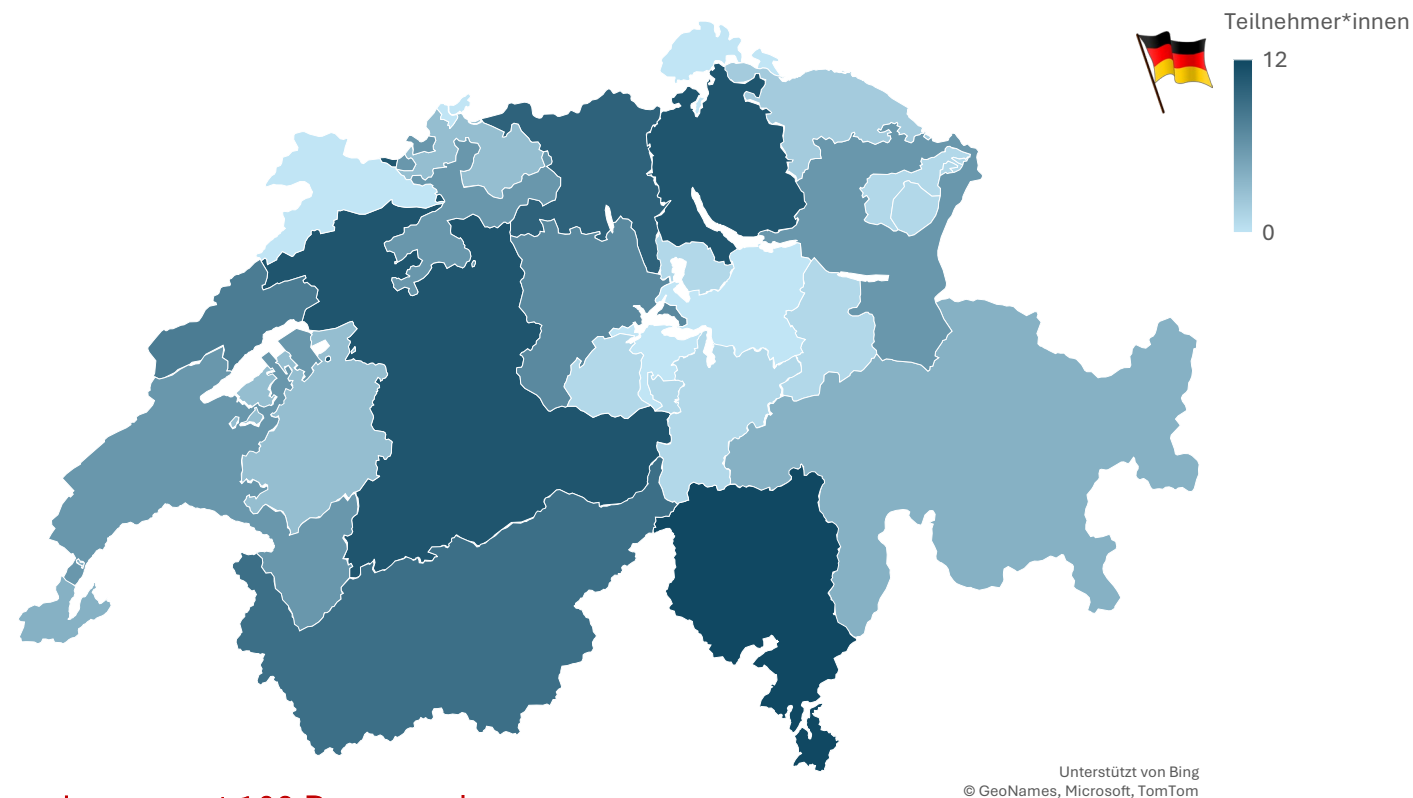 Teilnehmer*innen
12
0
Unterstützt von Bing
© GeoNames, Microsoft, TomTom